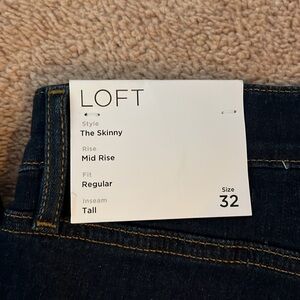 LOFT
Style
The Skinny
Rise
Mid Rise
Fit
Regular
Inseam
Tall
Size
32